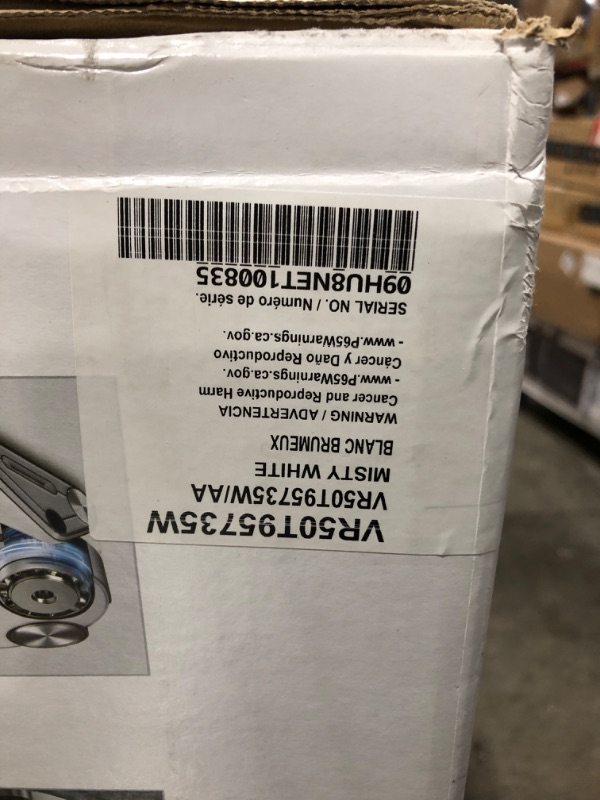 VR50T95735W
VR50T95735W/AA
MISTY WHITE
BLANC BRUMEUX
WARNING / ADVERTENCIA
Cancer and Reproductive Harm
- www.P65Warnings.ca.gov.
Cáncer y Daño Reproductivo
- www.P65Warnings.ca.gov.
SERIAL NO. / Numéro de série.
09HU8NET100835